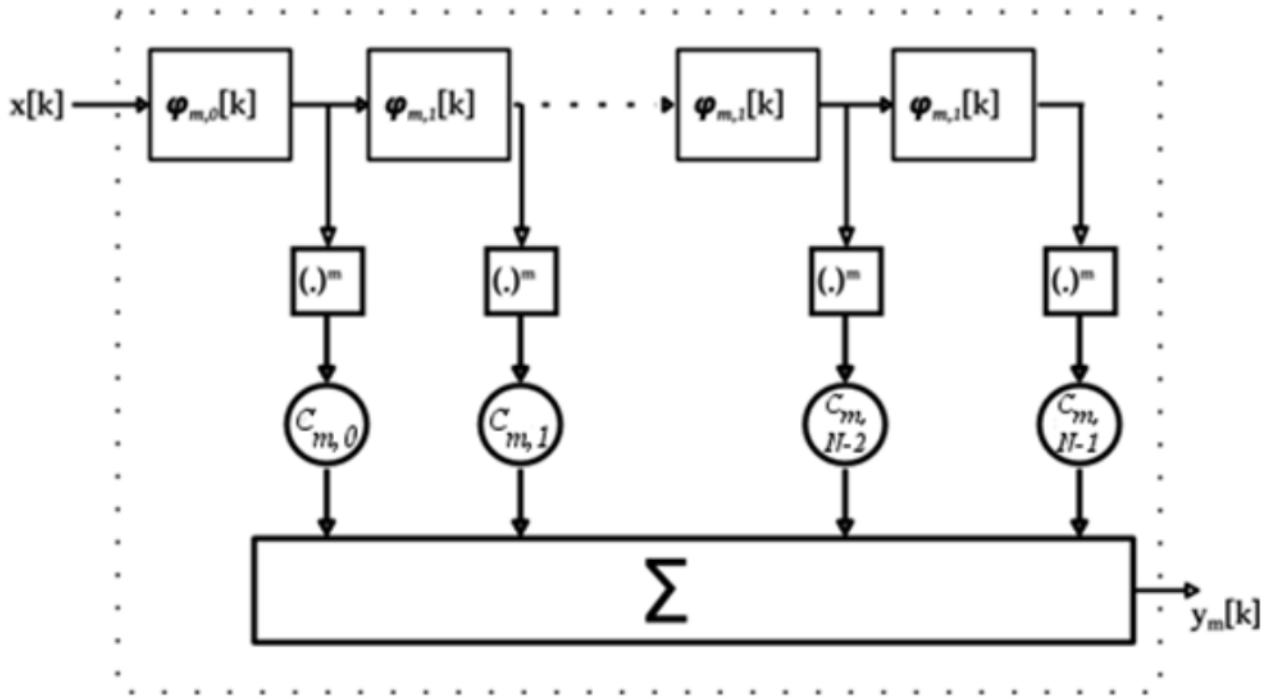 x[k]
φm,0[k]
φm,1[k]
φm,1[k]
φm,1[k]
(.)ᵐ
(.)ᵐ
(.)ᵐ
(.)ᵐ
Cm,0
Cm,1
Cm,
N-2
Cm,
N-1
Σ
ym[k]